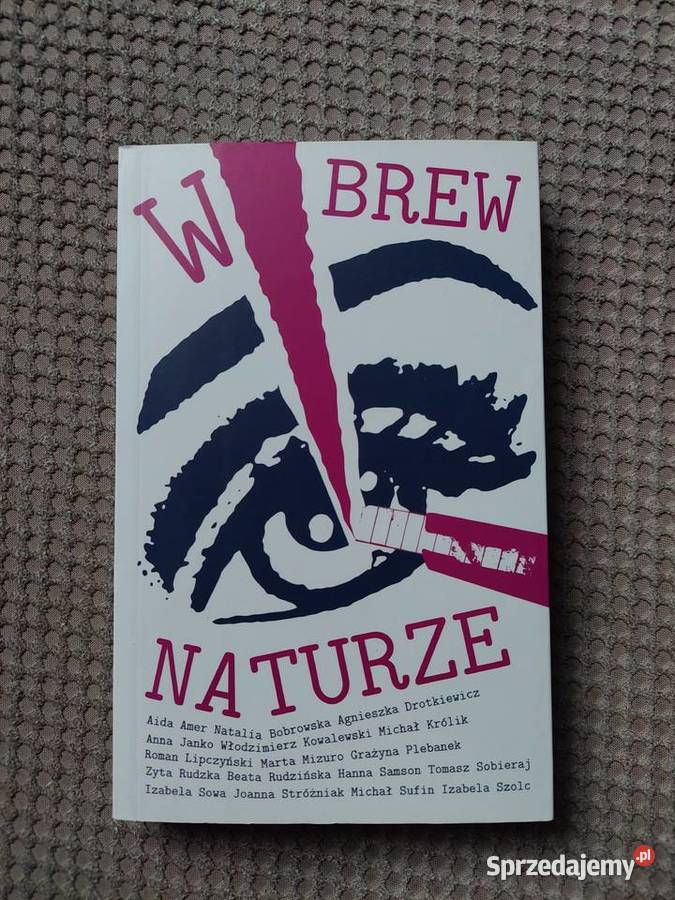 W BREW
NATURZE
Aida Amer Natalia Bobrowska Agnieszka Drotkiewicz
Anna Janko Włodzimierz Kowalewski Michał Królik
Roman Lipczyński Marta Mizuro Grażyna Plebanek
Zyta Rudzka Beata Rudzińska Hanna Samson Tomasz Sobieraj
Izabela Sowa Joanna Stróżniak Michał Sufin Izabela Szolc
Sprzedajemy.pl